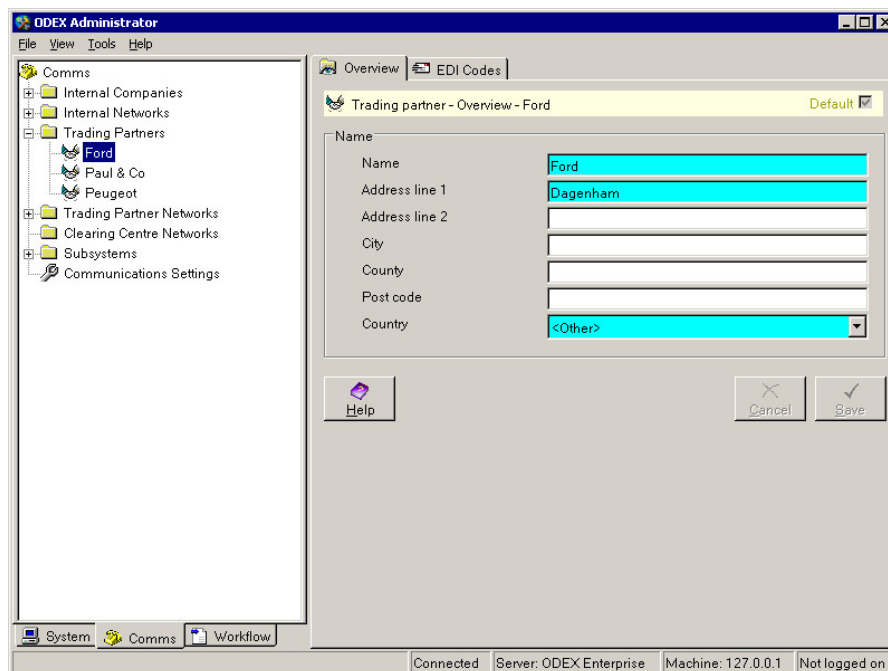 ODEX Administrator
File View Tools Help
Comms
Internal Companies
Internal Networks
Trading Partners
Ford
Paul & Co
Peugeot
Trading Partner Networks
Clearing Centre Networks
Subsystems
Communications Settings
System Comms Workflow
Overview EDI Codes
Trading partner - Overview - Ford Default
Name
Name Ford
Address line 1 Dagenham
Address line 2
City
County
Post code
Country <Other>
Help Cancel Save
Connected Server: ODEX Enterprise Machine: 127.0.0.1 Not logged on